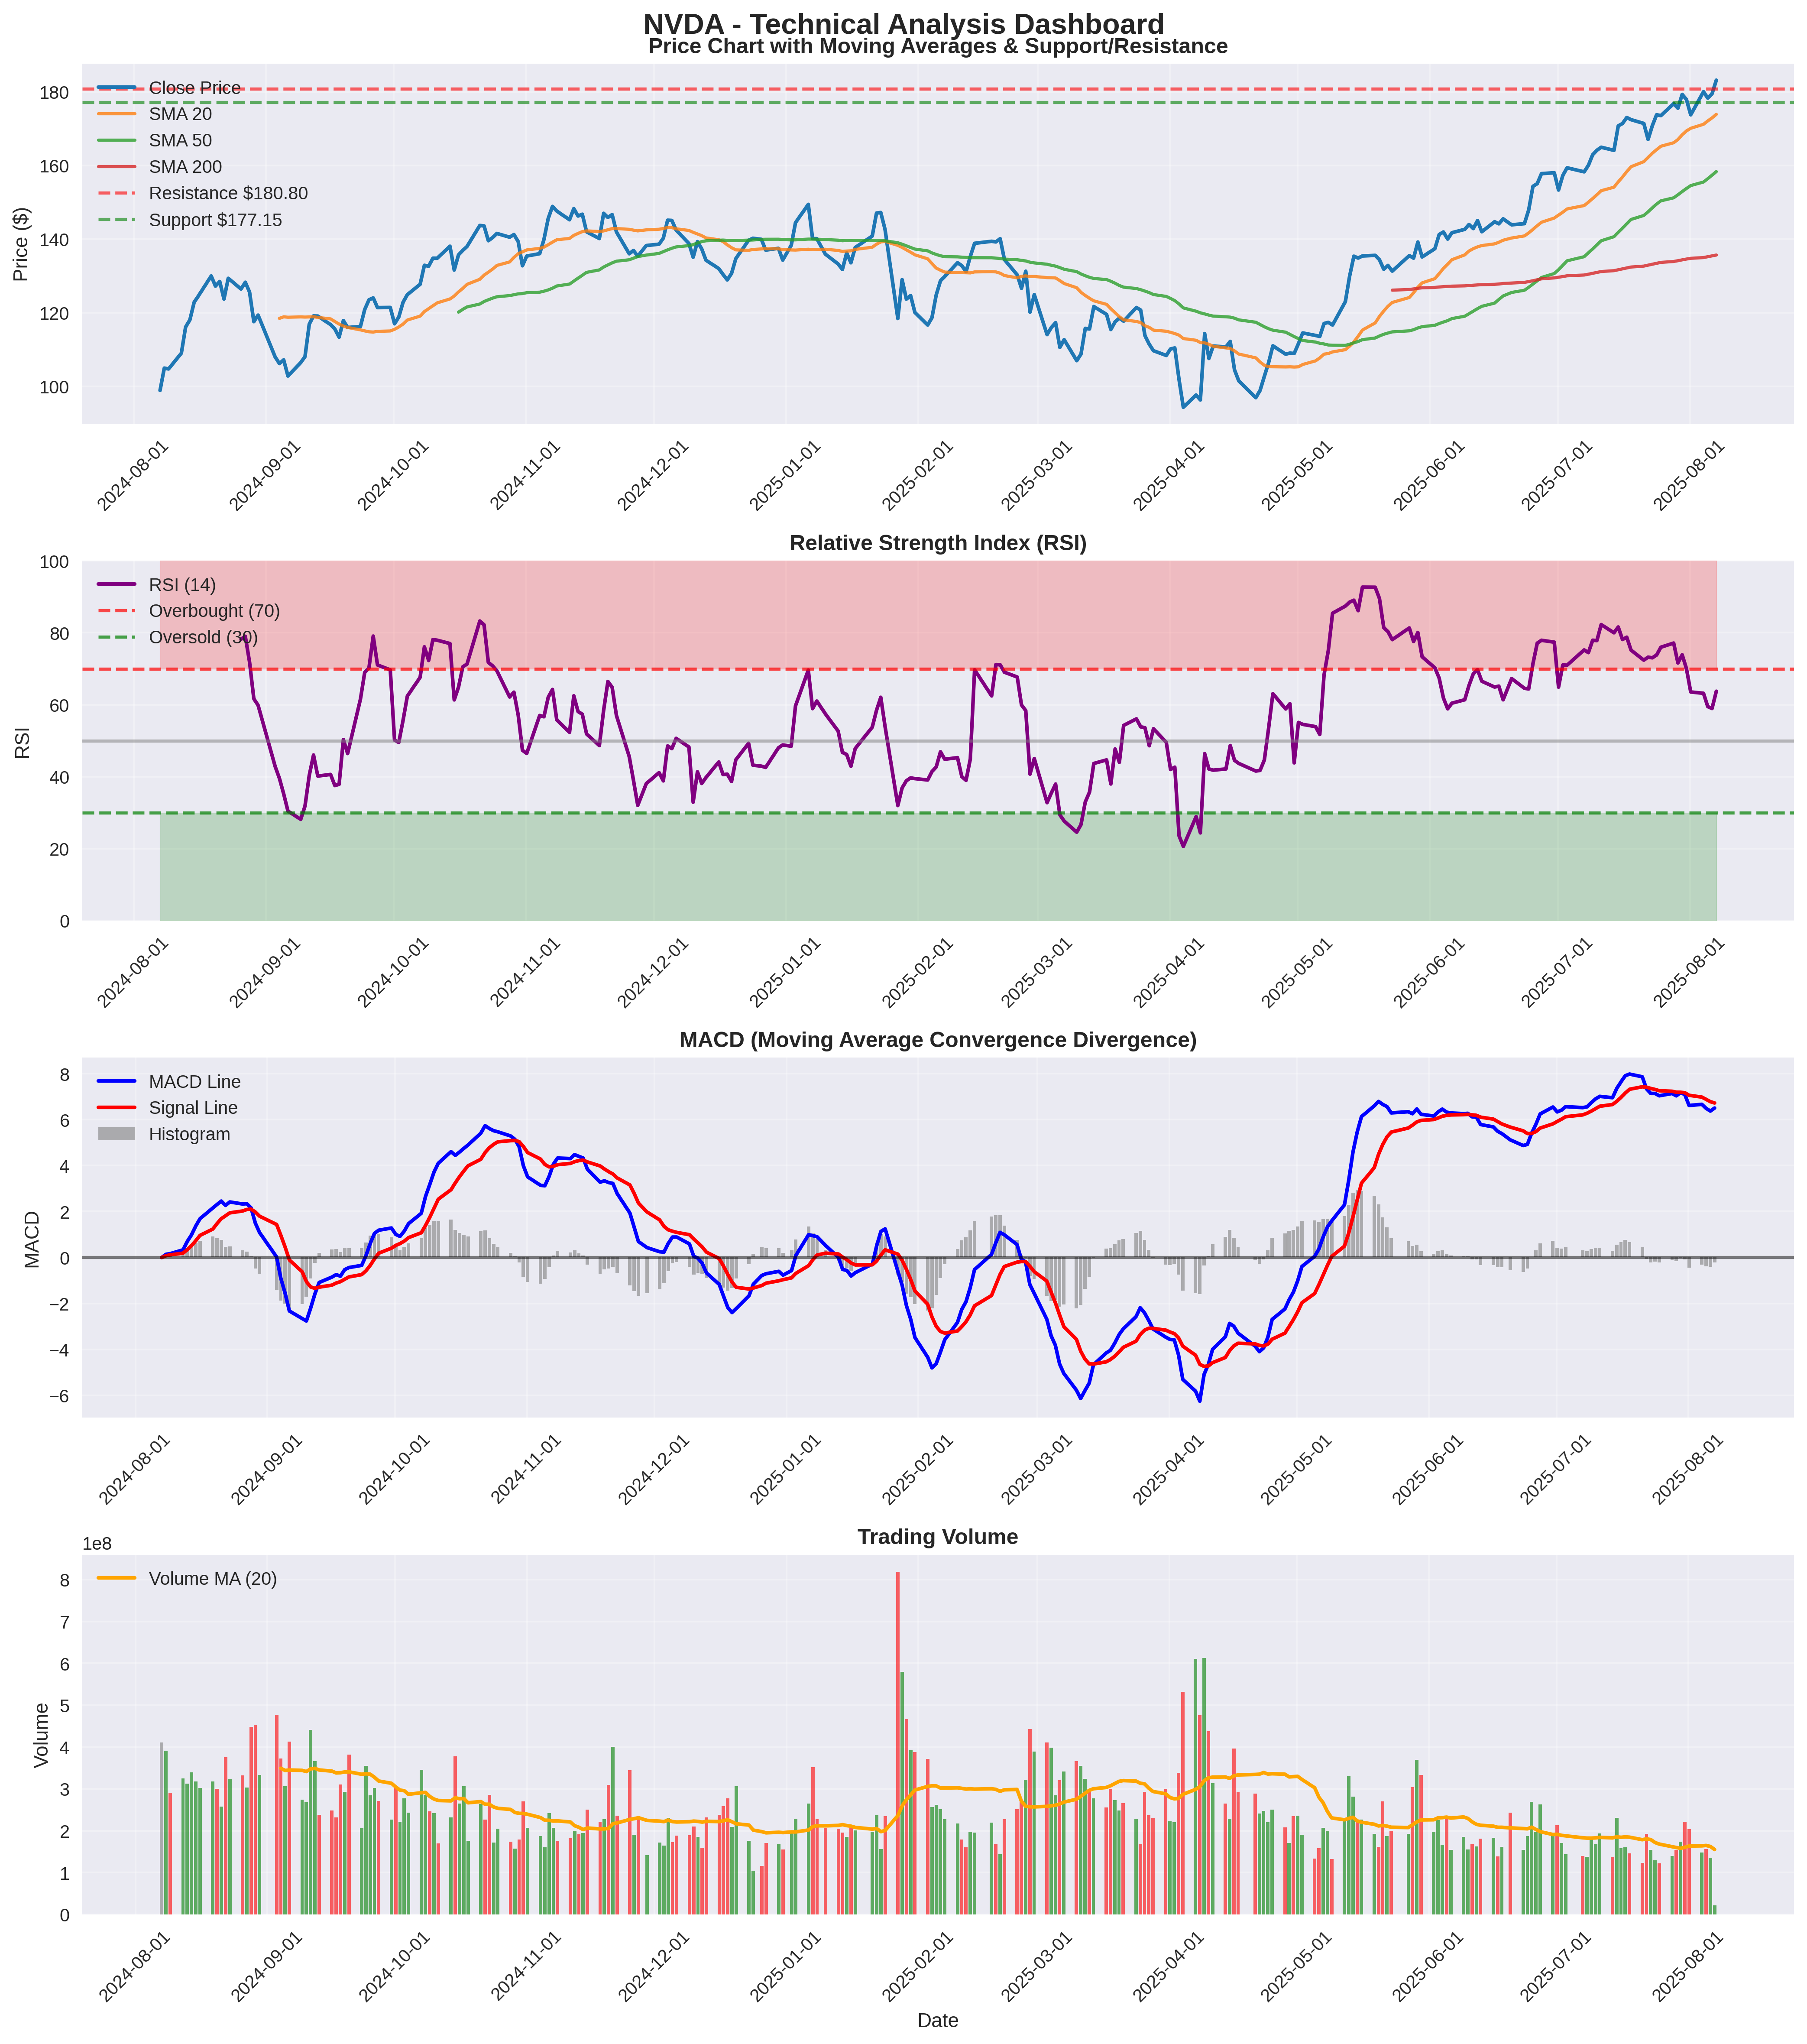 NVDA - Technical Analysis Dashboard
Price Chart with Moving Averages & Support/Resistance
Price ($)
180
160
140
120
100
Close Price
SMA 20
SMA 50
SMA 200
Resistance $180.80
Support $177.15
2024-08-01 2024-09-01 2024-10-01 2024-11-01 2024-12-01 2025-01-01 2025-02-01 2025-03-01 2025-04-01 2025-05-01 2025-06-01 2025-07-01 2025-08-01
Relative Strength Index (RSI)
RSI
100
80
60
40
20
0
RSI (14)
Overbought (70)
Oversold (30)
2024-08-01 2024-09-01 2024-10-01 2024-11-01 2024-12-01 2025-01-01 2025-02-01 2025-03-01 2025-04-01 2025-05-01 2025-06-01 2025-07-01 2025-08-01
MACD (Moving Average Convergence Divergence)
MACD
8
6
4
2
0
−2
−4
−6
MACD Line
Signal Line
Histogram
2024-08-01 2024-09-01 2024-10-01 2024-11-01 2024-12-01 2025-01-01 2025-02-01 2025-03-01 2025-04-01 2025-05-01 2025-06-01 2025-07-01 2025-08-01
Trading Volume
1e8
Volume
8
7
6
5
4
3
2
1
0
Volume MA (20)
2024-08-01 2024-09-01 2024-10-01 2024-11-01 2024-12-01 2025-01-01 2025-02-01 2025-03-01 2025-04-01 2025-05-01 2025-06-01 2025-07-01 2025-08-01
Date